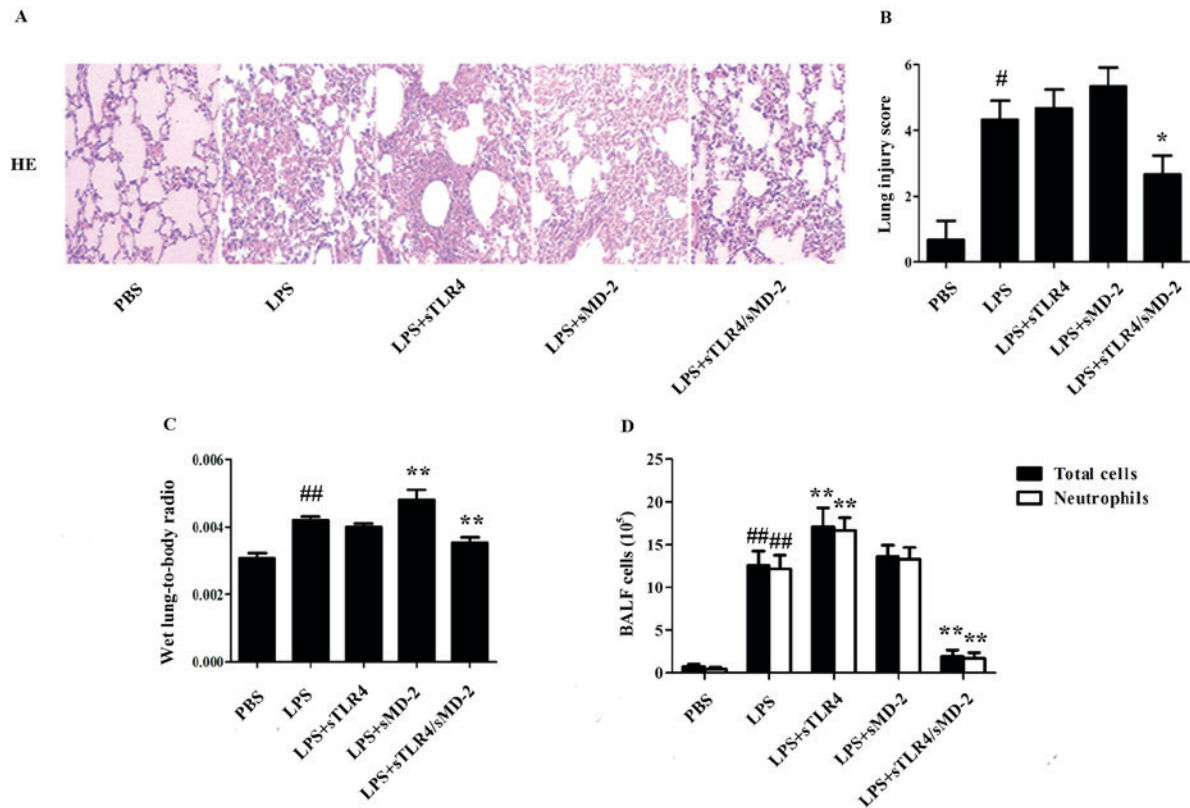 A
HE
PBS
LPS
LPS+sTLR4
LPS+sMD-2
LPS+sTLR4/sMD-2
B
Lung injury score
6
4
2
0
#
*
PBS
LPS
LPS+sTLR4
LPS+sMD-2
LPS+sTLR4/sMD-2
C
Wet lung-to-body radio
0.006
0.004
0.002
0.000
##
**
**
PBS
LPS
LPS+sTLR4
LPS+sMD-2
LPS+sTLR4/sMD-2
D
BALF cells (10⁵)
25
20
15
10
5
0
## ##
** **
** **
PBS
LPS
LPS+sTLR4
LPS+sMD-2
LPS+sTLR4/sMD-2
Total cells
Neutrophils